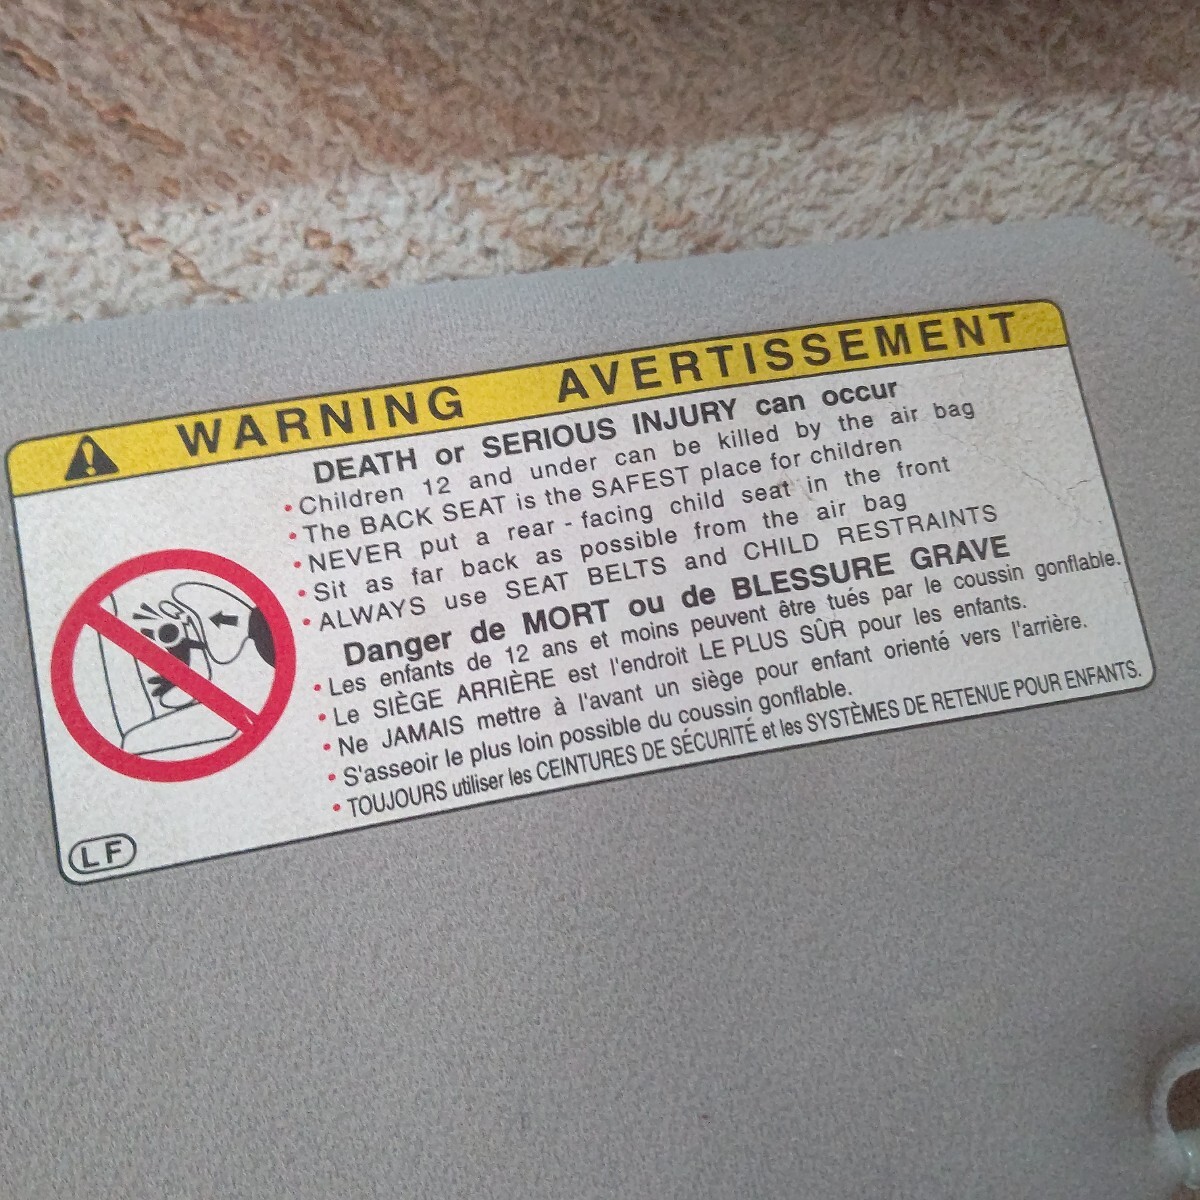 WARNING AVERTISSEMENT
DEATH or SERIOUS INJURY can occur
• Children 12 and under can be killed by the air bag
• The BACK SEAT is the SAFEST place for children
• NEVER put a rear - facing child seat in the front
• Sit as far back as possible from the air bag
• ALWAYS use SEAT BELTS and CHILD RESTRAINTS
Danger de MORT ou de BLESSURE GRAVE
• Les enfants de 12 ans et moins peuvent être tués par le coussin gonflable.
• Le SIÈGE ARRIÈRE est l'endroit LE PLUS SÛR pour les enfants.
• Ne JAMAIS mettre à l'avant un siège pour enfant orienté vers l'arrière.
• S'asseoir le plus loin possible du coussin gonflable.
• TOUJOURS utiliser les CEINTURES DE SÉCURITÉ et les SYSTÈMES DE RETENUE POUR ENFANTS.
LF